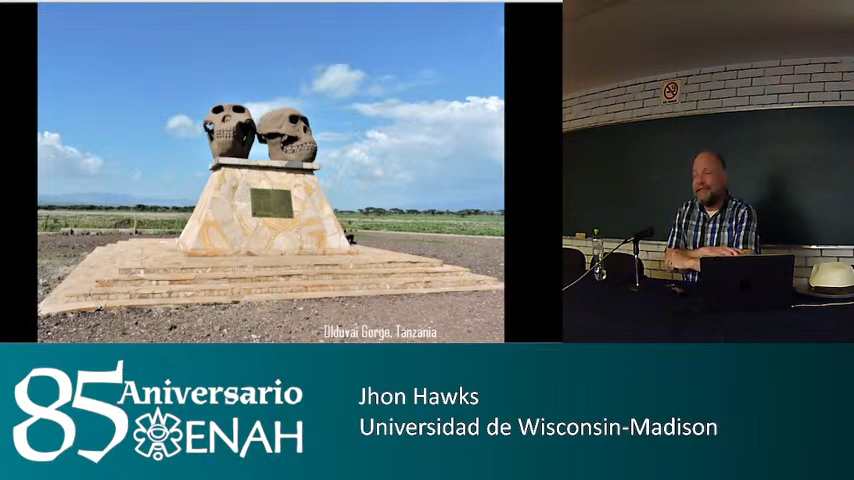 Olduvai Gorge, Tanzania
85 Aniversario
ENAH
Jhon Hawks
Universidad de Wisconsin-Madison